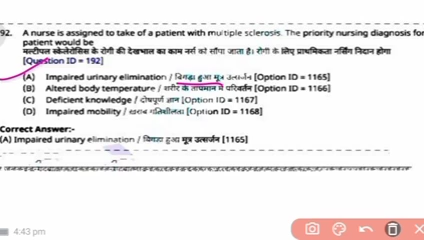 92. A nurse is assigned to take of a patient with multiple sclerosis. The priority nursing diagnosis for
patient would be
मल्टीपल स्केलेरोसिस के रोगी की देखभाल का काम नर्स को सौंपा जाता है। रोगी के लिए प्राथमिकता नर्सिंग निदान होगा
[Question ID = 192]
(A) Impaired urinary elimination / बिगड़ा हुआ मूत्र उत्सर्जन [Option ID = 1165]
(B) Altered body temperature / शरीर के तापमान में परिवर्तन [Option ID = 1166]
(C) Deficient knowledge / दोषपूर्ण ज्ञान [Option ID = 1167]
(D) Impaired mobility / खराब गतिशीलता [Option ID = 1168]
Correct Answer:-
(A) Impaired urinary elimination / बिगड़ा हुआ मूत्र उत्सर्जन [1165]
4:43 pm